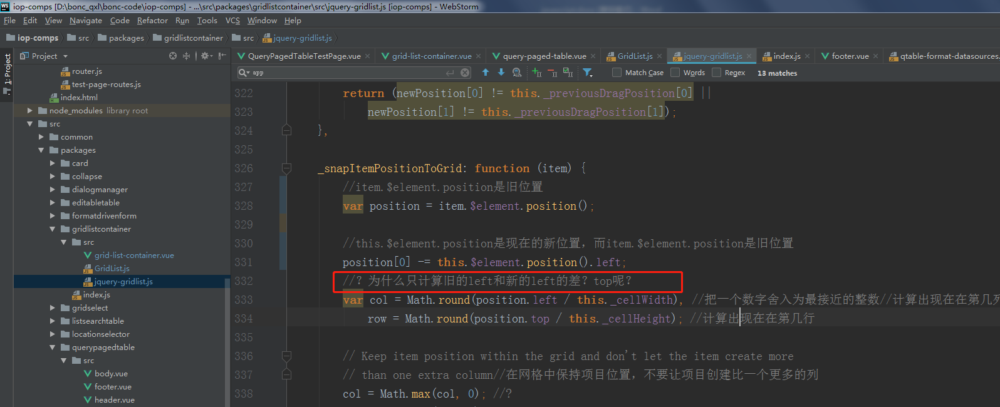 iop-comps [D:\bonc_qxl\bonc-code\iop-comps] - ...\src\packages\gridlistcontainer\src\jquery-gridlist.js [iop-comps] - WebStorm
File Edit View Navigate Code Refactor Run Tools VCS Window Help
iop-comps src packages gridlistcontainer src jquery-gridlist.js
1: Project
Project
router.js
test-page-routes.js
index.html
node_modules library root
src
common
packages
card
collapse
dialogmanager
editabletable
formatdrivenform
gridlistcontainer
src
grid-list-container.vue
GridList.js
jquery-gridlist.js
index.js
gridselect
listsearchtable
locationselector
querypagedtable
src
body.vue
footer.vue
header.vue
QueryPagedTableTestPage.vue grid-list-container.vue query-paged-table.vue GridList.js jquery-gridlist.js index.js footer.vue qtable-format-datasources.
app Match Case Words Regex 13 matches
322 return (newPosition[0] != this._previousDragPosition[0] ||
323 newPosition[1] != this._previousDragPosition[1]);
324 },
325
326 _snapItemPositionToGrid: function (item) {
327 //item.$element.position是旧位置
328 var position = item.$element.position();
329
330 //this.$element.position是现在的新位置，而item.$element.position是旧位置
331 position[0] -= this.$element.position().left;
332 //？为什么只计算旧的left和新的left的差？top呢？
333 var col = Math.round(position.left / this._cellWidth), //把一个数字舍入为最接近的整数//计算出现在在第几列
334 row = Math.round(position.top / this._cellHeight); //计算出现在在第几行
335
336 // Keep item position within the grid and don't let the item create more
337 // than one extra column//在网格中保持项目位置，不要让项目创建比一个更多的列
338 col = Math.max(col, 0); //?